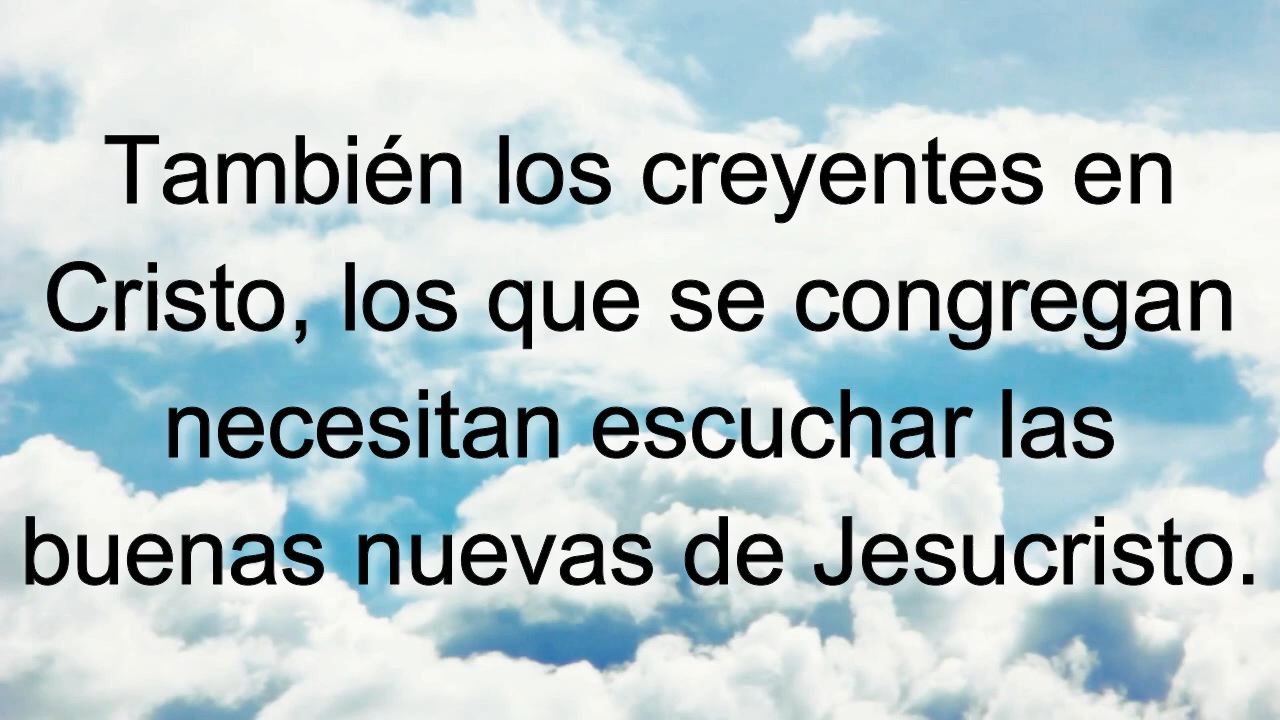 También los creyentes en
Cristo, los que se congregan
necesitan escuchar las
buenas nuevas de Jesucristo.